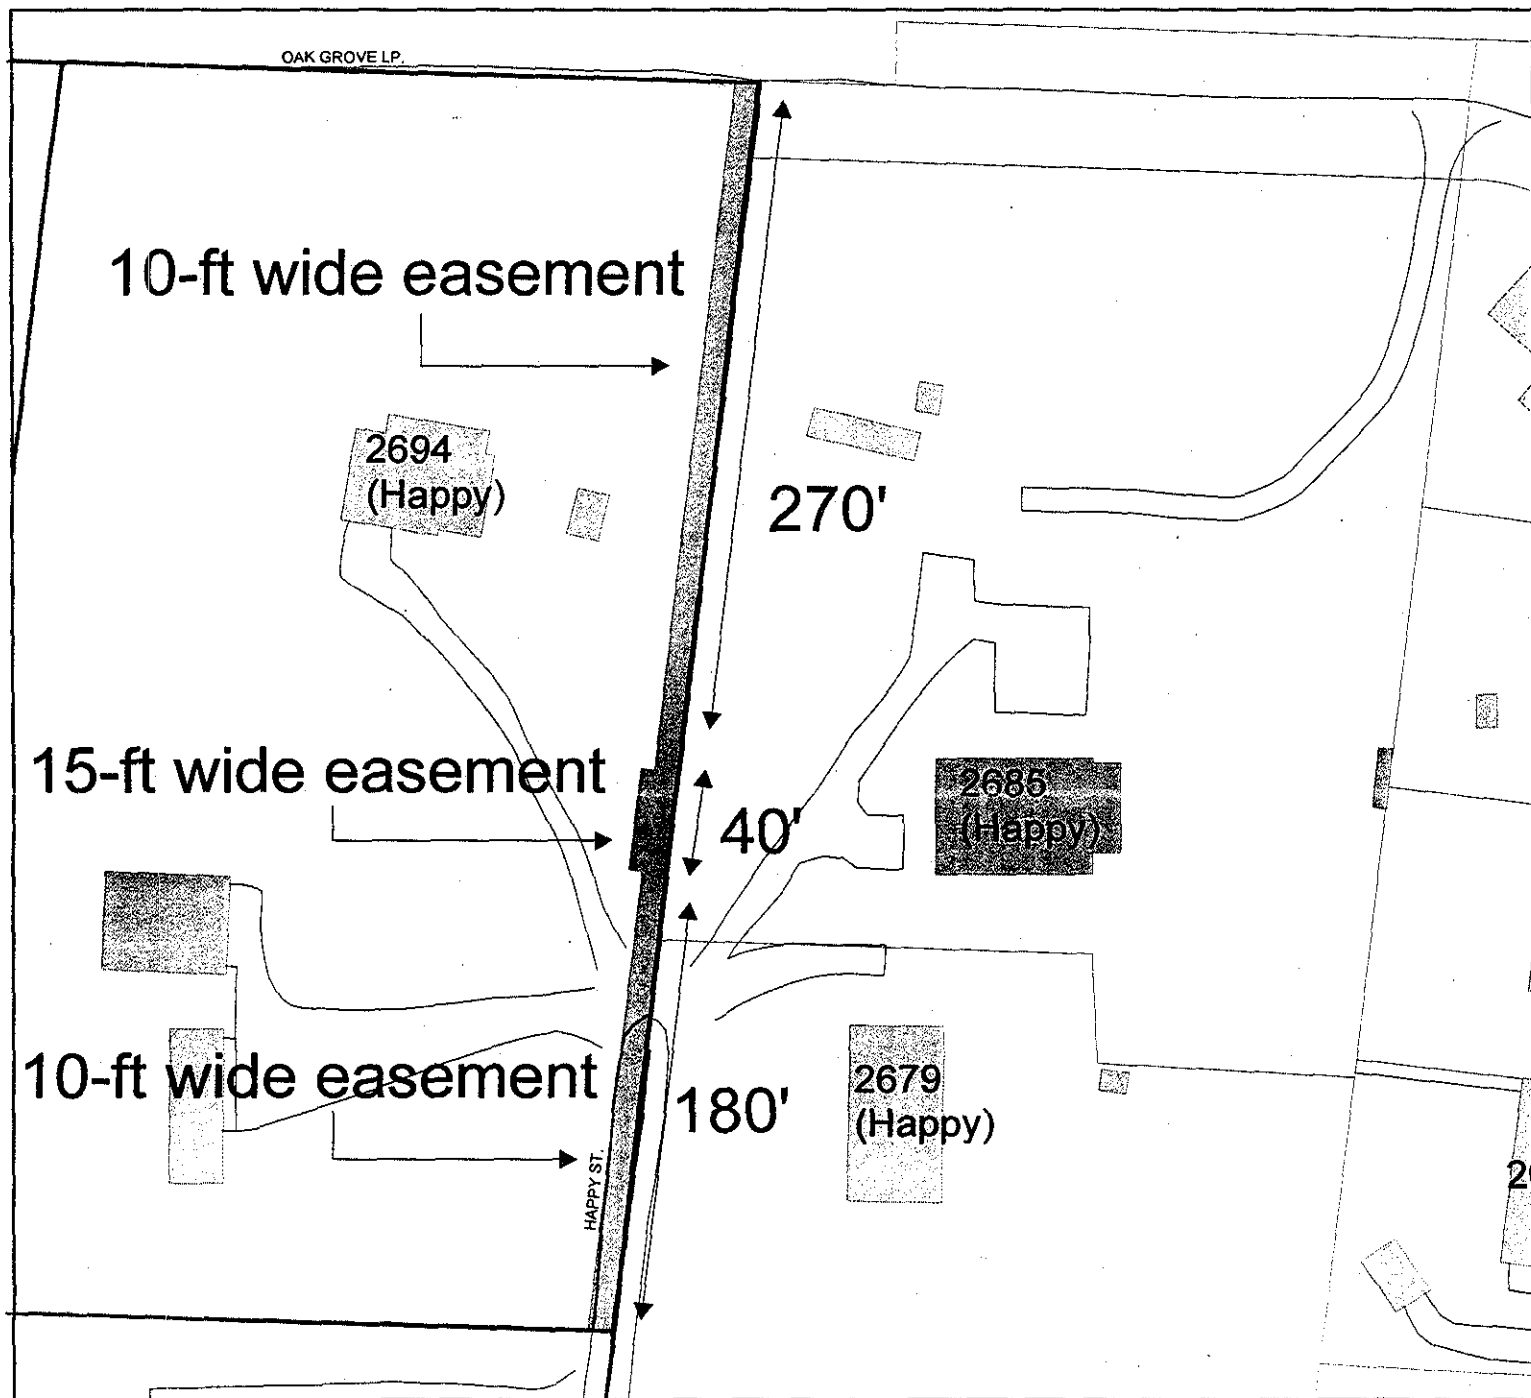 OAK GROVE LP.
10-ft wide easement
2694
(Happy)
270'
15-ft wide easement
2685
(Happy)
40'
10-ft wide easement
2679
(Happy)
180'
HAPPY ST.